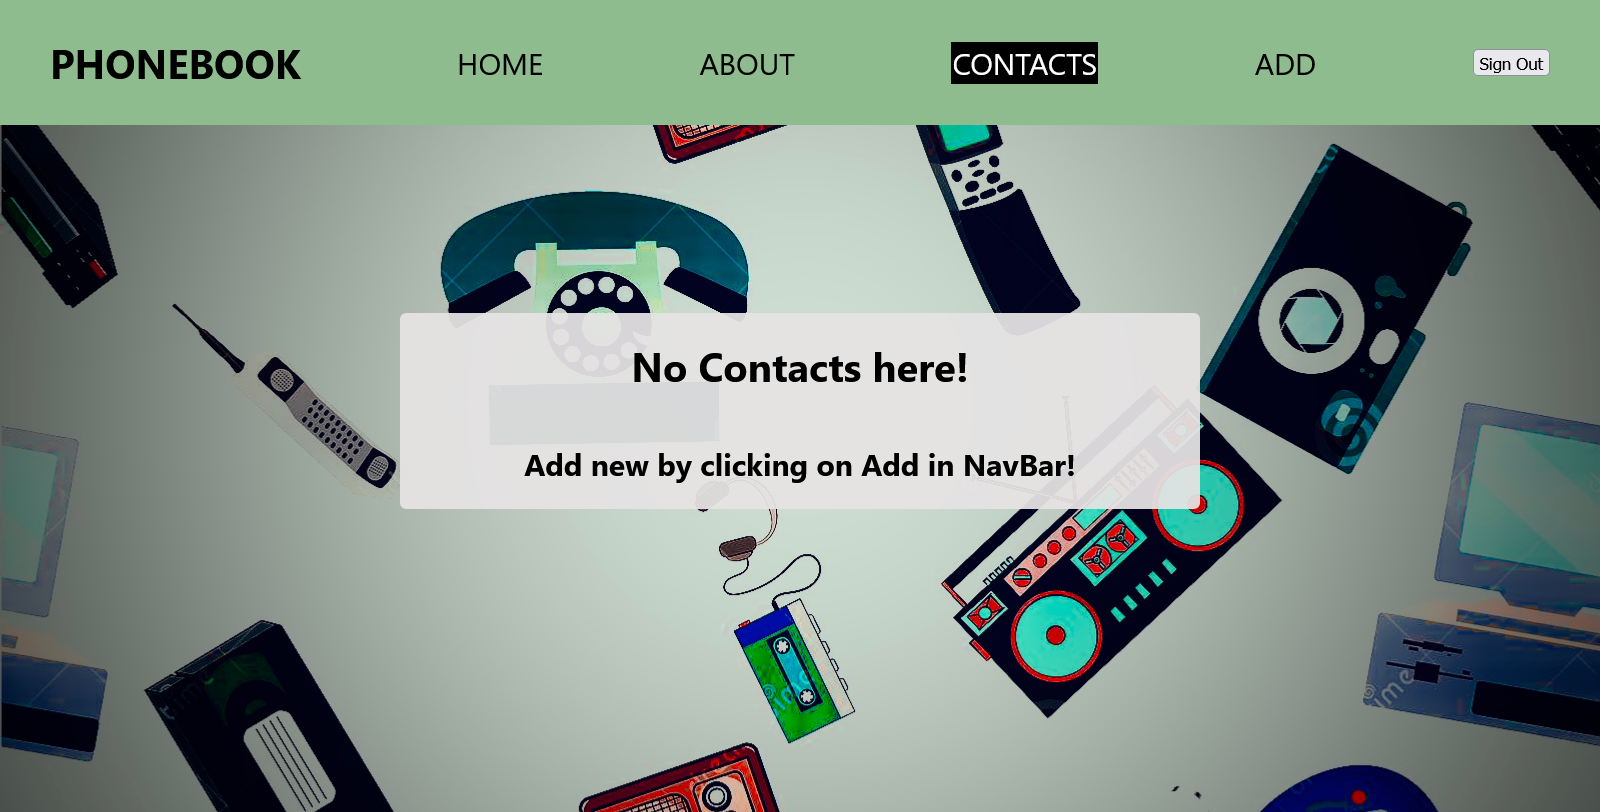 PHONEBOOK
HOME
ABOUT
CONTACTS
ADD
Sign Out
No Contacts here!
Add new by clicking on Add in NavBar!